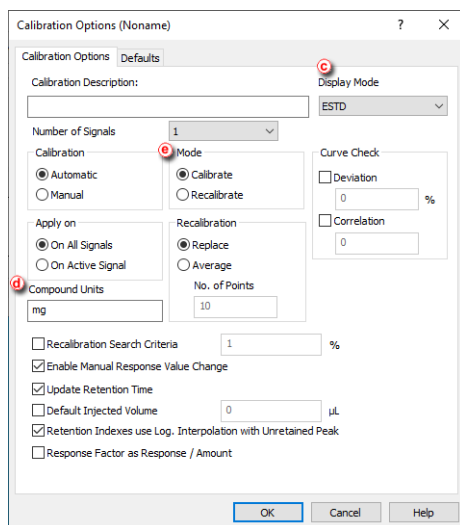 Calibration Options (Noname) ? ×
Calibration Options Defaults
c
Calibration Description: Display Mode
ESTD
Number of Signals 1
e
Calibration Mode Curve Check
Automatic Calibrate Deviation
Manual Recalibrate 0 %
Apply on Recalibration Correlation
On All Signals Replace 0
On Active Signal Average
d
Compound Units No. of Points
mg 10
Recalibration Search Criteria 1 %
Enable Manual Response Value Change
Update Retention Time
Default Injected Volume 0 µL
Retention Indexes use Log. Interpolation with Unretained Peak
Response Factor as Response / Amount
OK Cancel Help